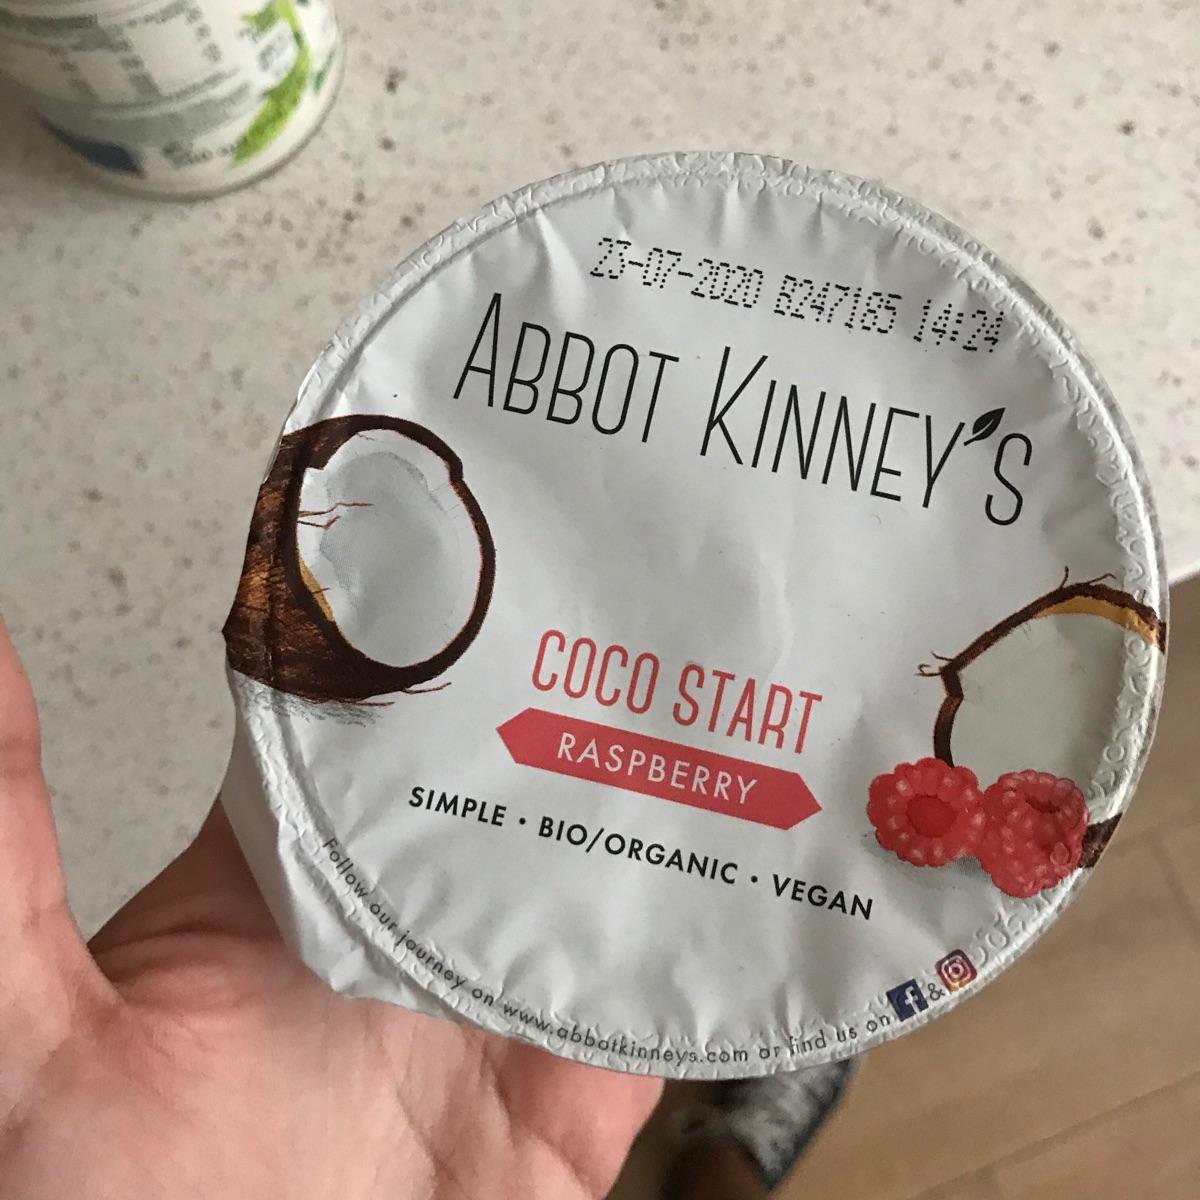 23-07-2020 B247185 14:24
ABBOT KINNEY'S
COCO START
RASPBERRY
SIMPLE • BIO/ORGANIC • VEGAN
Follow our journey on www.abbotkinneys.com or find us on f &